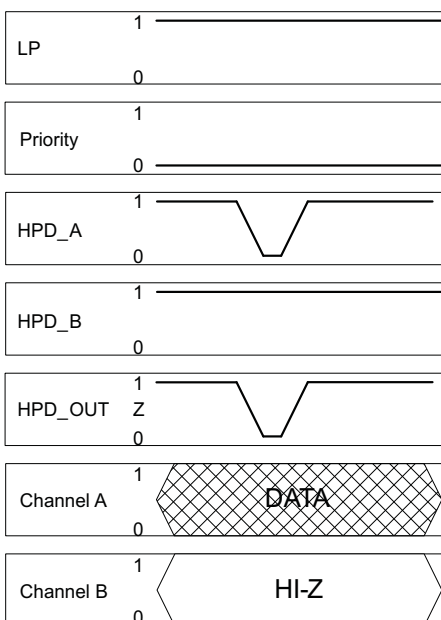 1
LP
0
1
Priority
0
1
HPD_A
0
1
HPD_B
0
1
HPD_OUT Z
0
1
Channel A DATA
0
1
Channel B HI-Z
0